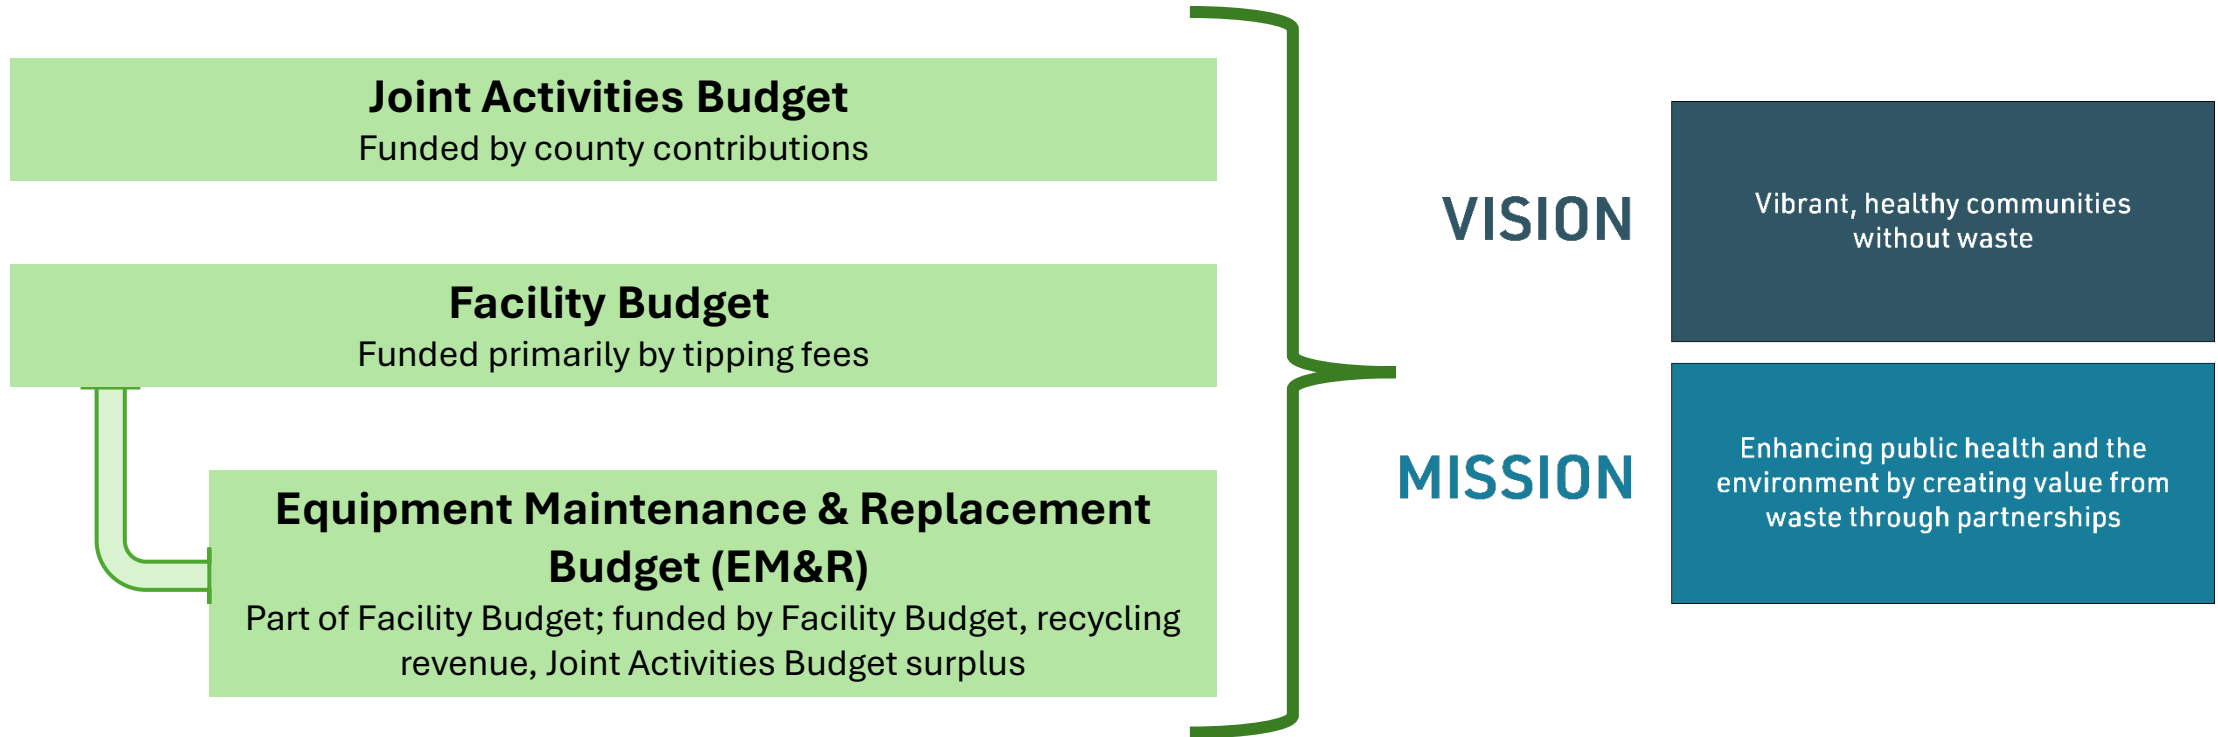 Joint Activities Budget
Funded by county contributions
Facility Budget
Funded primarily by tipping fees
Equipment Maintenance & Replacement
Budget (EM&R)
Part of Facility Budget; funded by Facility Budget, recycling
revenue, Joint Activities Budget surplus
VISION
Vibrant, healthy communities
without waste
MISSION
Enhancing public health and the
environment by creating value from
waste through partnerships